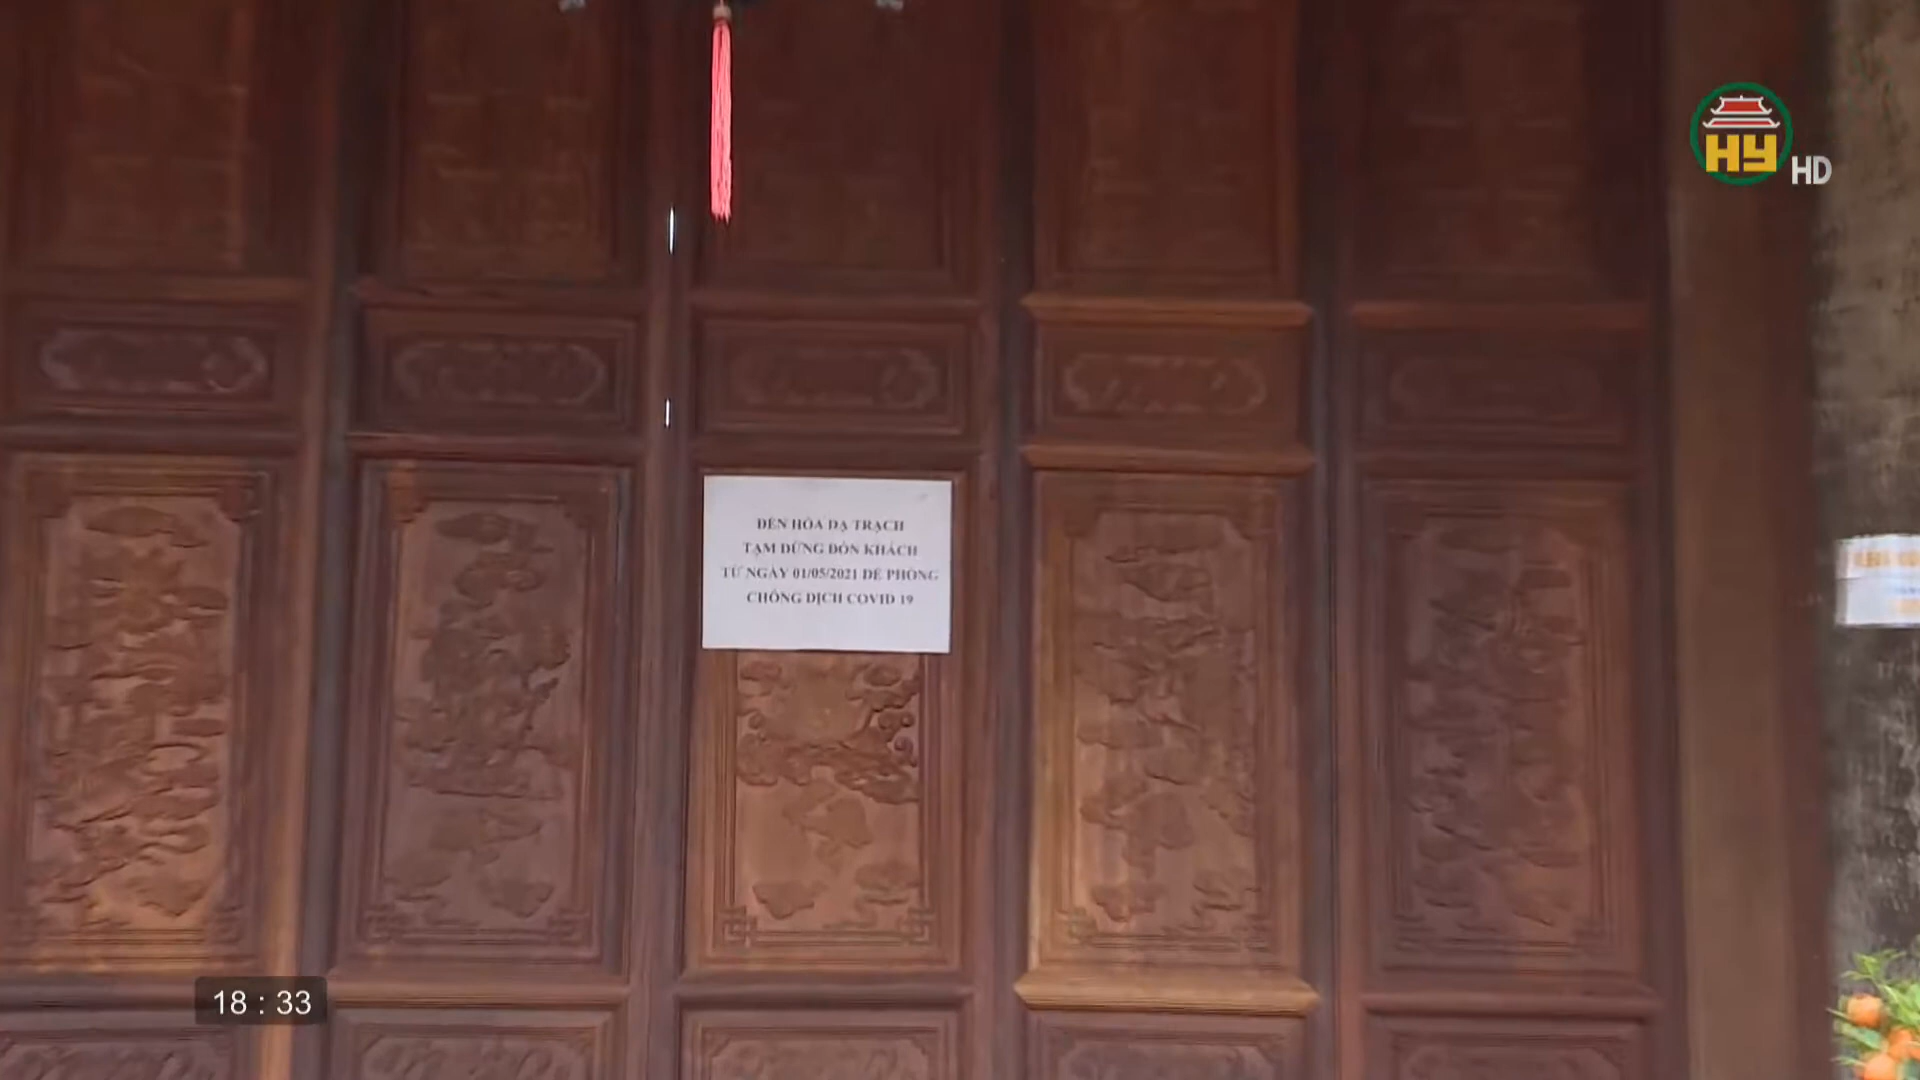 HY HD
ĐỀN HÓA DẠ TRẠCH
TẠM DỪNG ĐÓN KHÁCH
TỪ NGÀY 01/05/2021 ĐỂ PHÒNG
CHỐNG DỊCH COVID 19
18 : 33